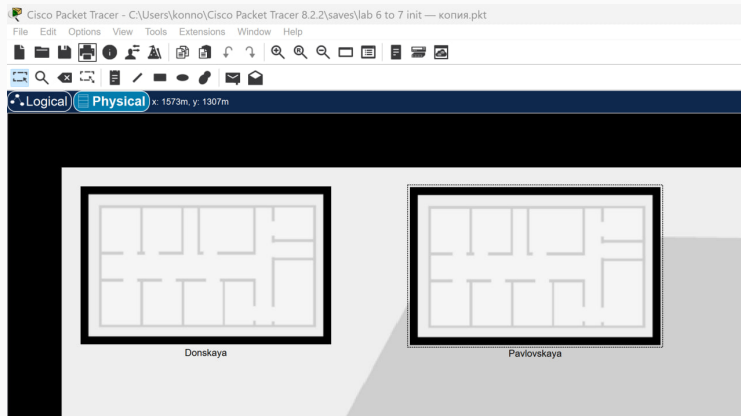 Cisco Packet Tracer - C:\Users\konno\Cisco Packet Tracer 8.2.2\saves\lab 6 to 7 init — копия.pkt
File Edit Options View Tools Extensions Window Help
Logical Physical x: 1573m, y: 1307m
Donskaya Pavlovskaya